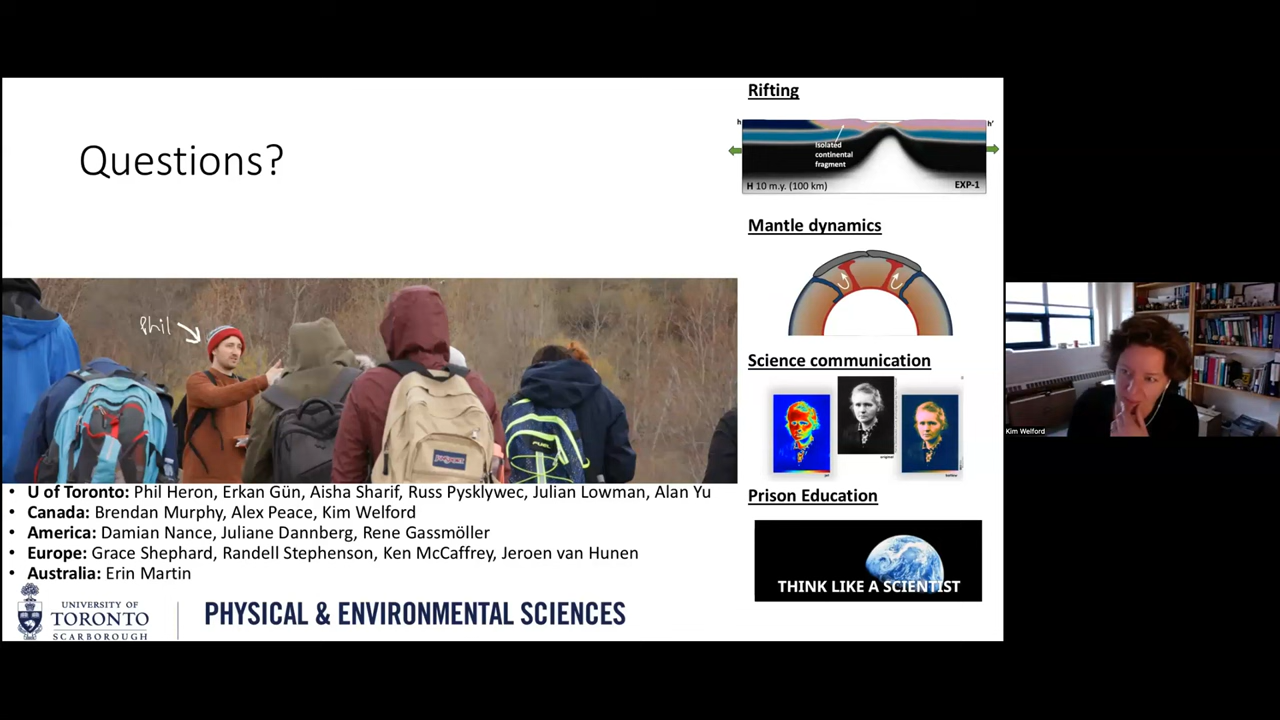 Questions?
Phil
• U of Toronto: Phil Heron, Erkan Gün, Aisha Sharif, Russ Pysklywec, Julian Lowman, Alan Yu
• Canada: Brendan Murphy, Alex Peace, Kim Welford
• America: Damian Nance, Juliane Dannberg, Rene Gassmöller
• Europe: Grace Shephard, Randell Stephenson, Ken McCaffrey, Jeroen van Hunen
• Australia: Erin Martin
UNIVERSITY OF
TORONTO
SCARBOROUGH
PHYSICAL & ENVIRONMENTAL SCIENCES
Rifting
h
h'
Isolated
continental
fragment
H 10 m.y. (100 km)
EXP-1
Mantle dynamics
Science communication
original
Prison Education
THINK LIKE A SCIENTIST
Kim Welford